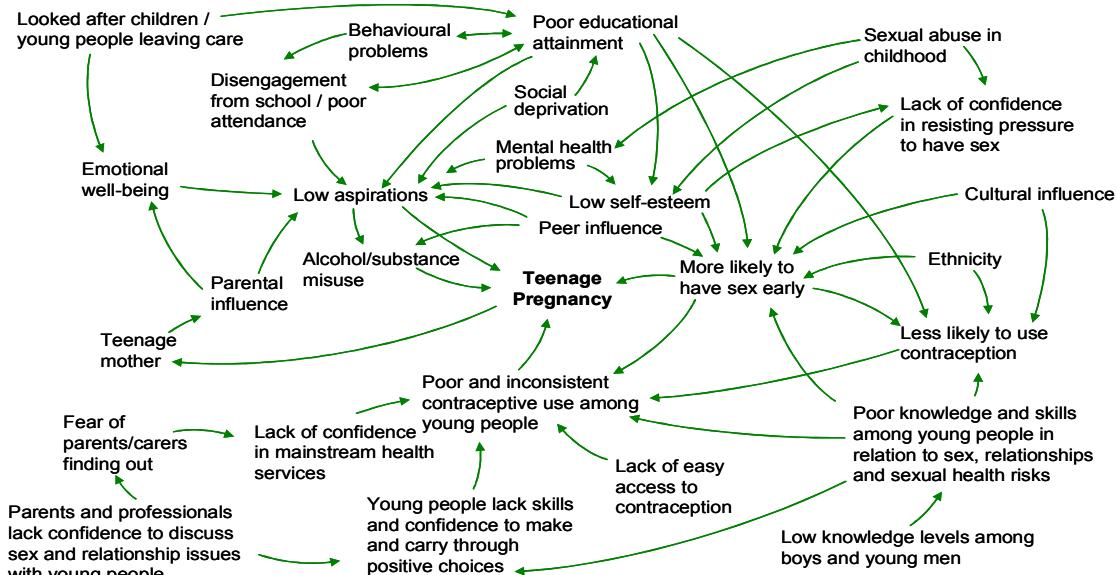 Looked after children /
young people leaving care
Behavioural
problems
Poor educational
attainment
Sexual abuse in
childhood
Disengagement
from school / poor
attendance
Social
deprivation
Lack of confidence
in resisting pressure
to have sex
Mental health
problems
Emotional
well-being
Low aspirations
Low self-esteem
Cultural influence
Peer influence
Alcohol/substance
misuse
Ethnicity
Parental
influence
Teenage
Pregnancy
More likely to
have sex early
Teenage
mother
Less likely to use
contraception
Poor and inconsistent
contraceptive use among
young people
Fear of
parents/carers
finding out
Lack of confidence
in mainstream health
services
Poor knowledge and skills
among young people in
relation to sex, relationships
and sexual health risks
Lack of easy
access to
contraception
Parents and professionals
lack confidence to discuss
sex and relationship issues
with young people
Young people lack skills
and confidence to make
and carry through
positive choices
Low knowledge levels among
boys and young men